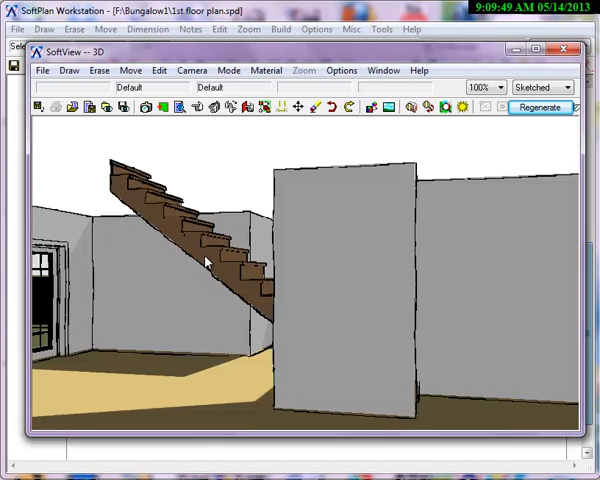 SoftPlan Workstation - [F:\Bungalow1\1st floor plan.spd]
9:09:49 AM 05/14/2013
File Draw Erase Move Dimension Draw Zoom Build Options Misc Tools Help
SoftView -- 3D
File Draw Erase Move Edit Camera Mode Material Zoom Options Window Help
Default Default 100% Sketched
Regenerate